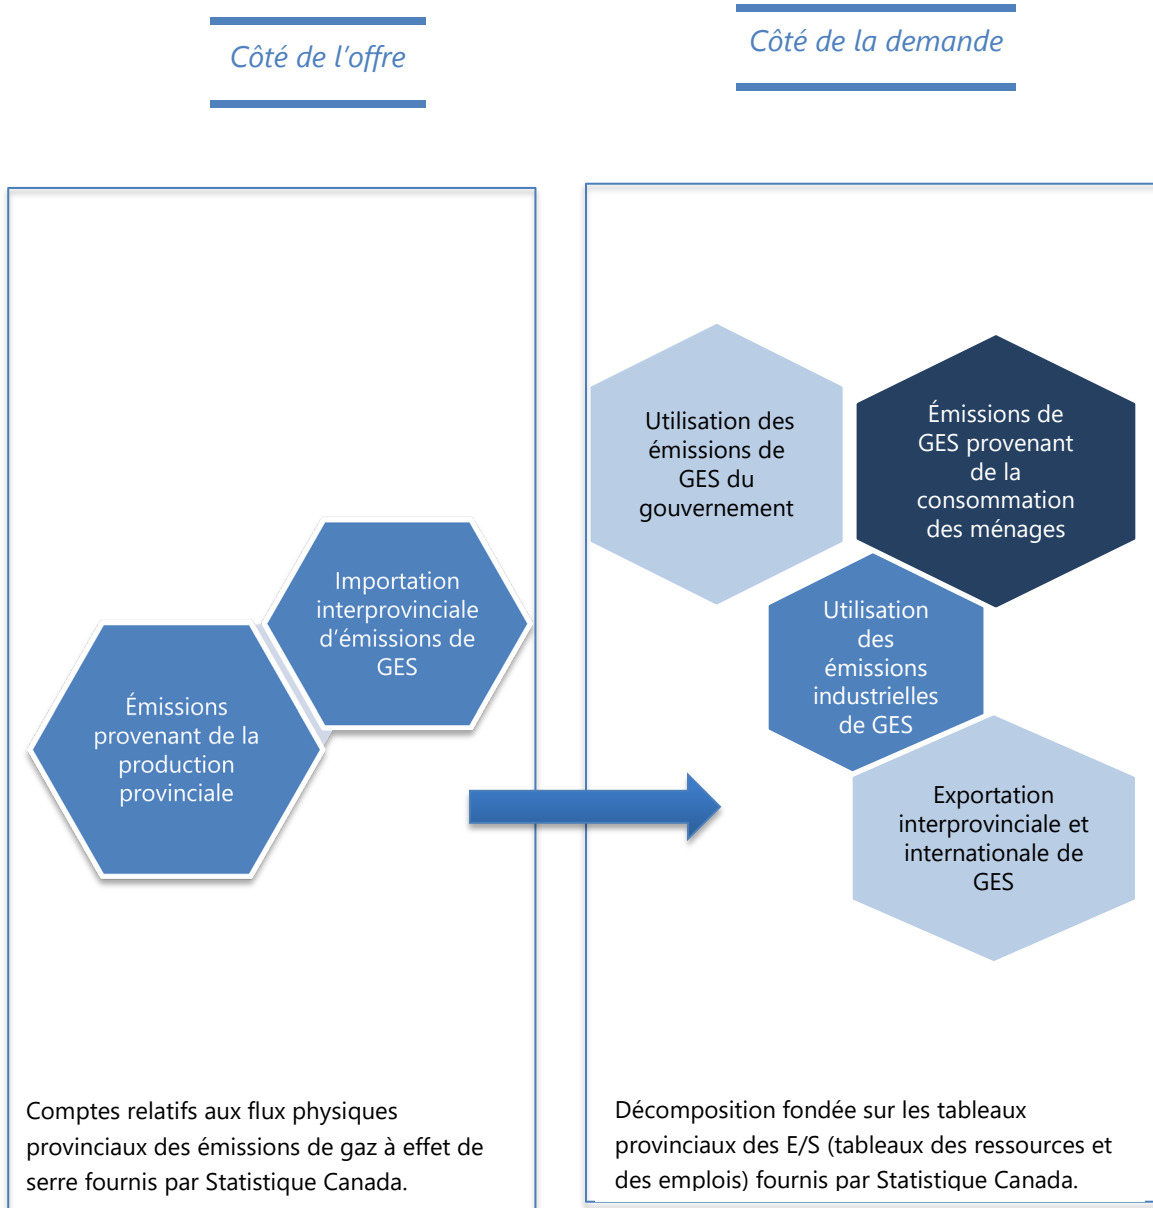 Côté de l'offre
Côté de la demande
Importation
interprovinciale
d'émissions de
GES
Émissions
provenant de la
production
provinciale
Comptes relatifs aux flux physiques
provinciaux des émissions de gaz à effet de
serre fournis par Statistique Canada.
Utilisation des
émissions de
GES du
gouvernement
Émissions de
GES provenant
de la
consommation
des ménages
Utilisation
des
émissions
industrielles
de GES
Exportation
interprovinciale et
internationale de
GES
Décomposition fondée sur les tableaux
provinciaux des E/S (tableaux des ressources et
des emplois) fournis par Statistique Canada.